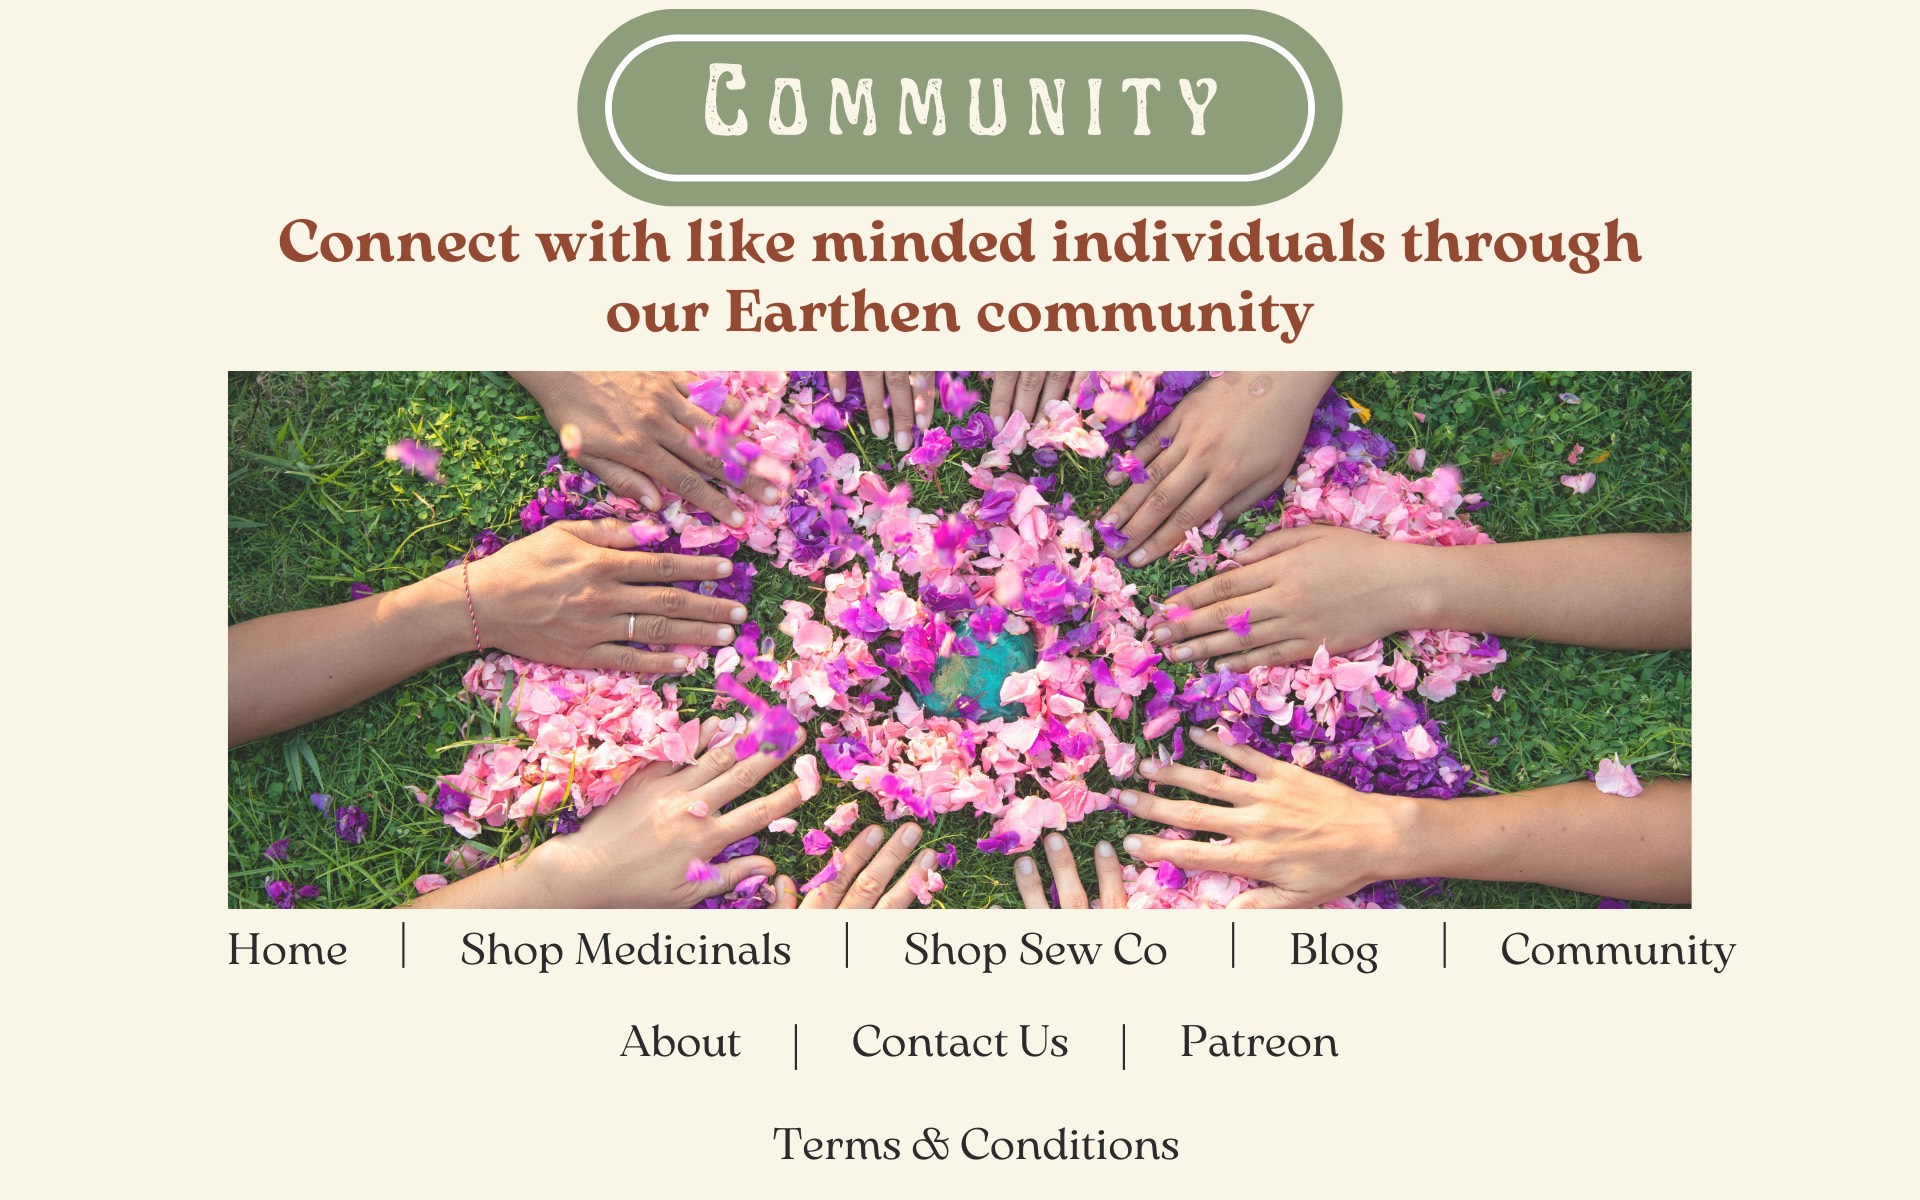 Community
Connect with like minded individuals through
our Earthen community
Home | Shop Medicinals | Shop Sew Co | Blog | Community
About | Contact Us | Patreon
Terms & Conditions